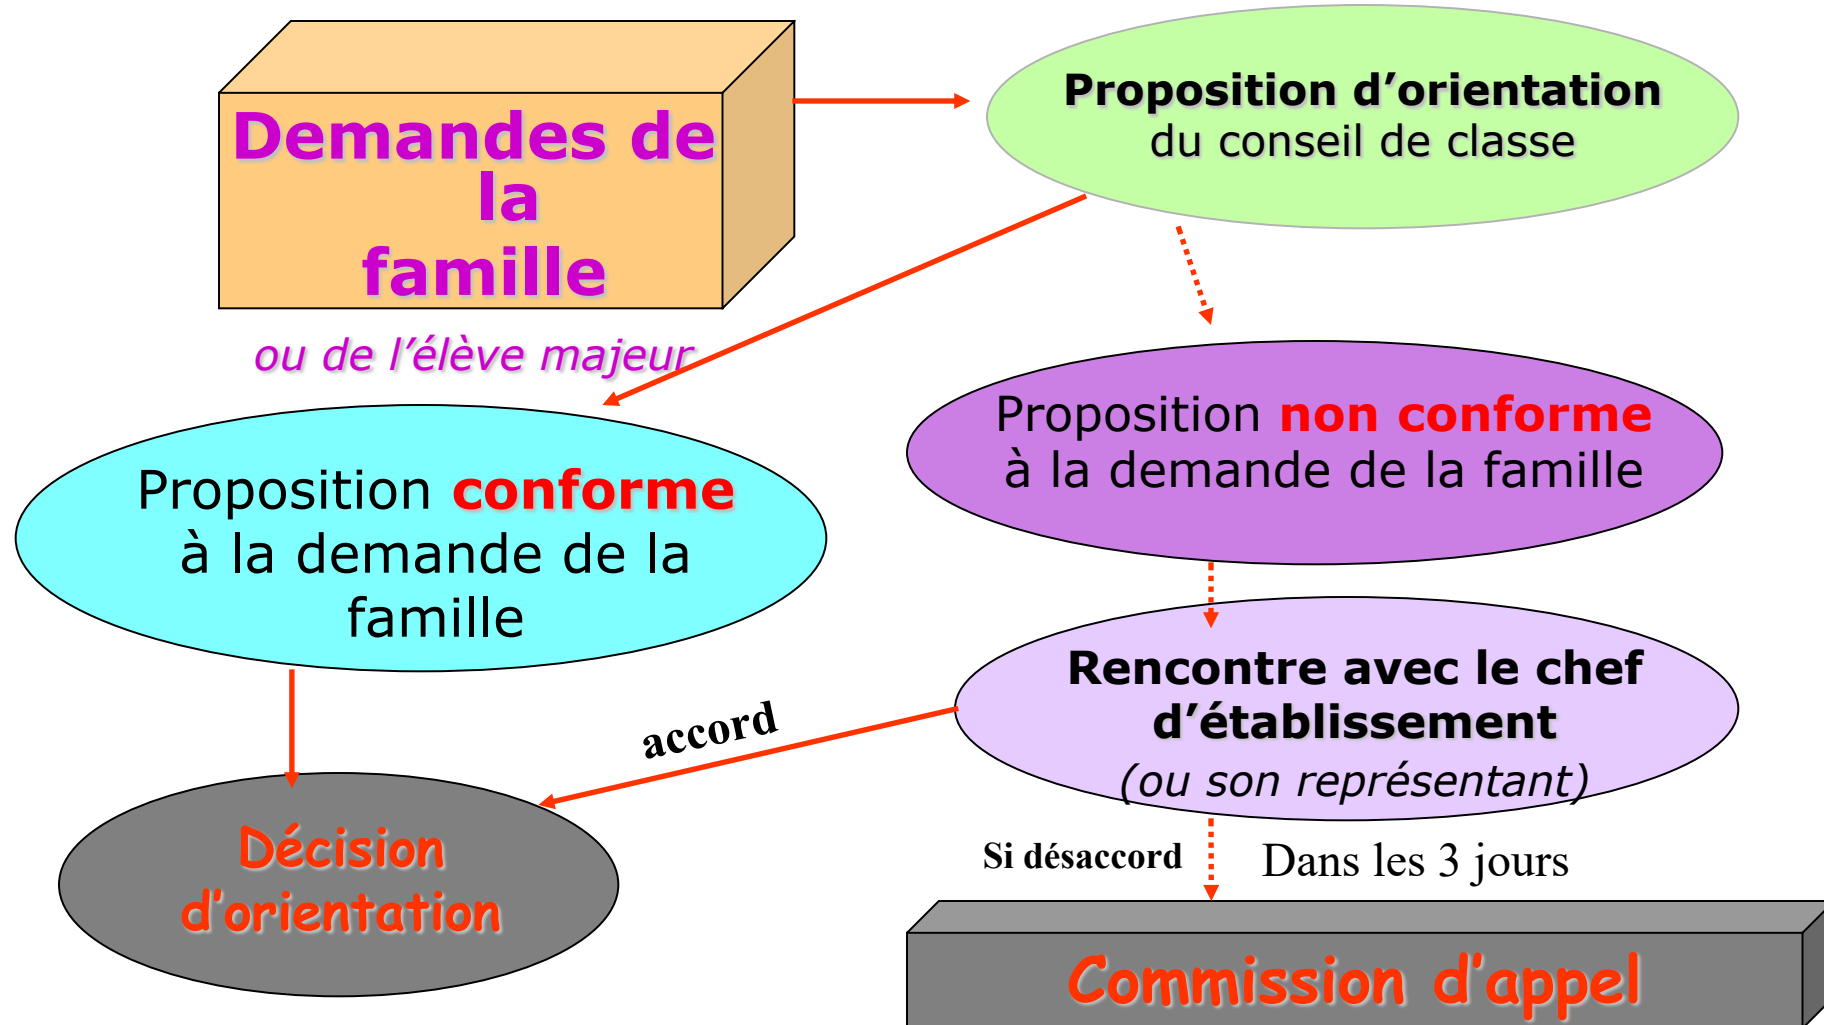 Demandes de
la
famille
ou de l’élève majeur
Proposition d’orientation
du conseil de classe
Proposition conforme
à la demande de la
famille
Proposition non conforme
à la demande de la famille
Rencontre avec le chef
d’établissement
(ou son représentant)
accord
Décision
d’orientation
Si désaccord
Dans les 3 jours
Commission d’appel